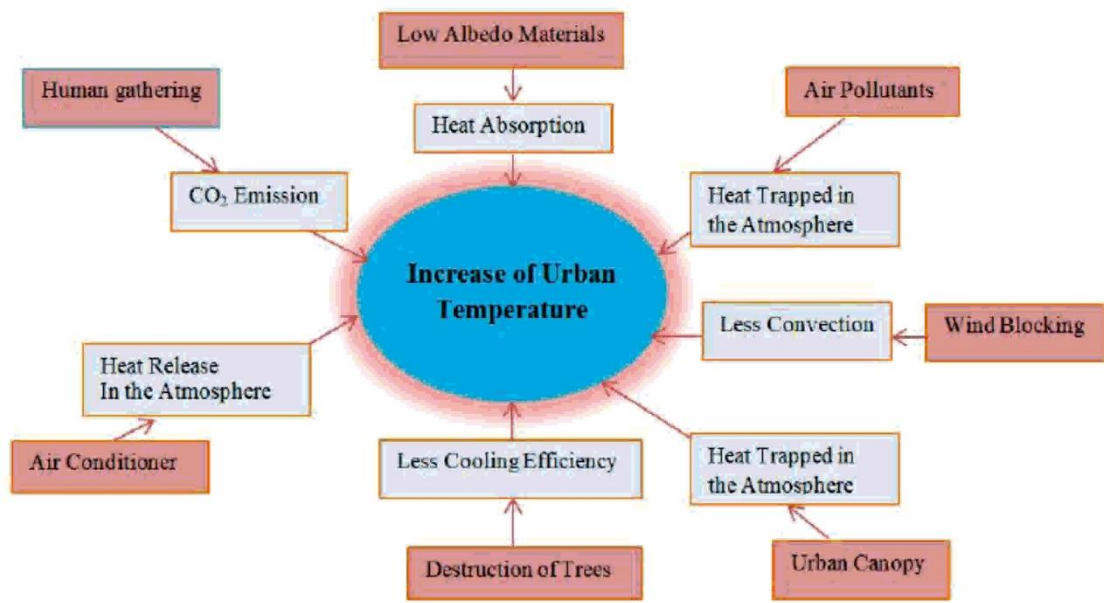 Low Albedo Materials
Human gathering
Air Pollutants
Heat Absorption
CO₂ Emission
Heat Trapped in
the Atmosphere
Increase of Urban
Temperature
Less Convection
Wind Blocking
Heat Release
In the Atmosphere
Air Conditioner
Less Cooling Efficiency
Heat Trapped in
the Atmosphere
Destruction of Trees
Urban Canopy